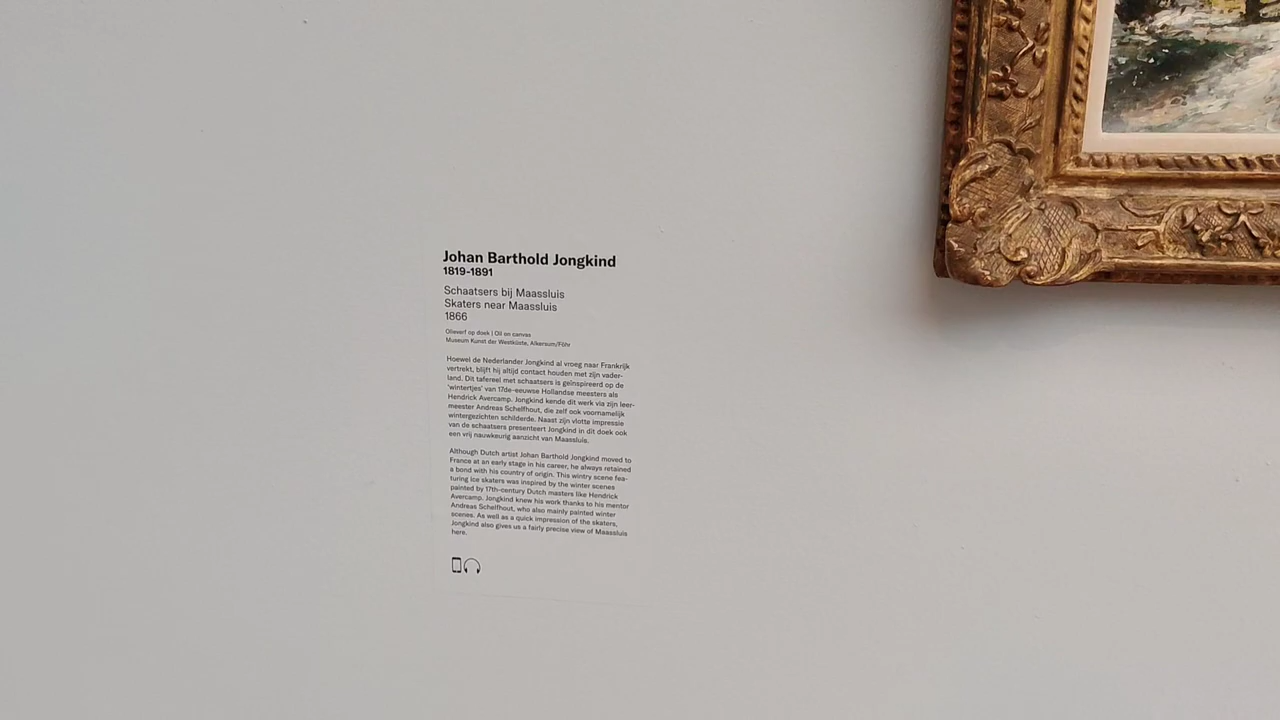 Johan Barthold Jongkind
1819-1891
Schaatsers bij Maassluis
Skaters near Maassluis
1866
Olieverf op doek | Oil on canvas
Museum Kunst der Westküste, Alkersum/Föhr
Hoewel de Nederlander Jongkind al vroeg naar Frankrijk
vertrekt, blijft hij altijd contact houden met zijn vader-
land. Dit tafereel met schaatsers is geïnspireerd op de
'wintertjes' van 17de-eeuwse Hollandse meesters als
Hendrick Avercamp. Jongkind kende dit werk via zijn leer-
meester Andreas Schelfhout, die zelf ook voornamelijk
wintergezichten schilderde. Naast zijn vlotte impressie
van de schaatsers presenteert Jongkind in dit doek ook
een vrij nauwkeurig aanzicht van Maassluis.
Although Dutch artist Johan Barthold Jongkind moved to
France at an early stage in his career, he always retained
a bond with his country of origin. This wintry scene fea-
turing ice skaters was inspired by the winter scenes
painted by 17th-century Dutch masters like Hendrick
Avercamp. Jongkind knew his work thanks to his mentor
Andreas Schelfhout, who also mainly painted winter
scenes. As well as a quick impression of the skaters,
Jongkind also gives us a fairly precise view of Maassluis
here.